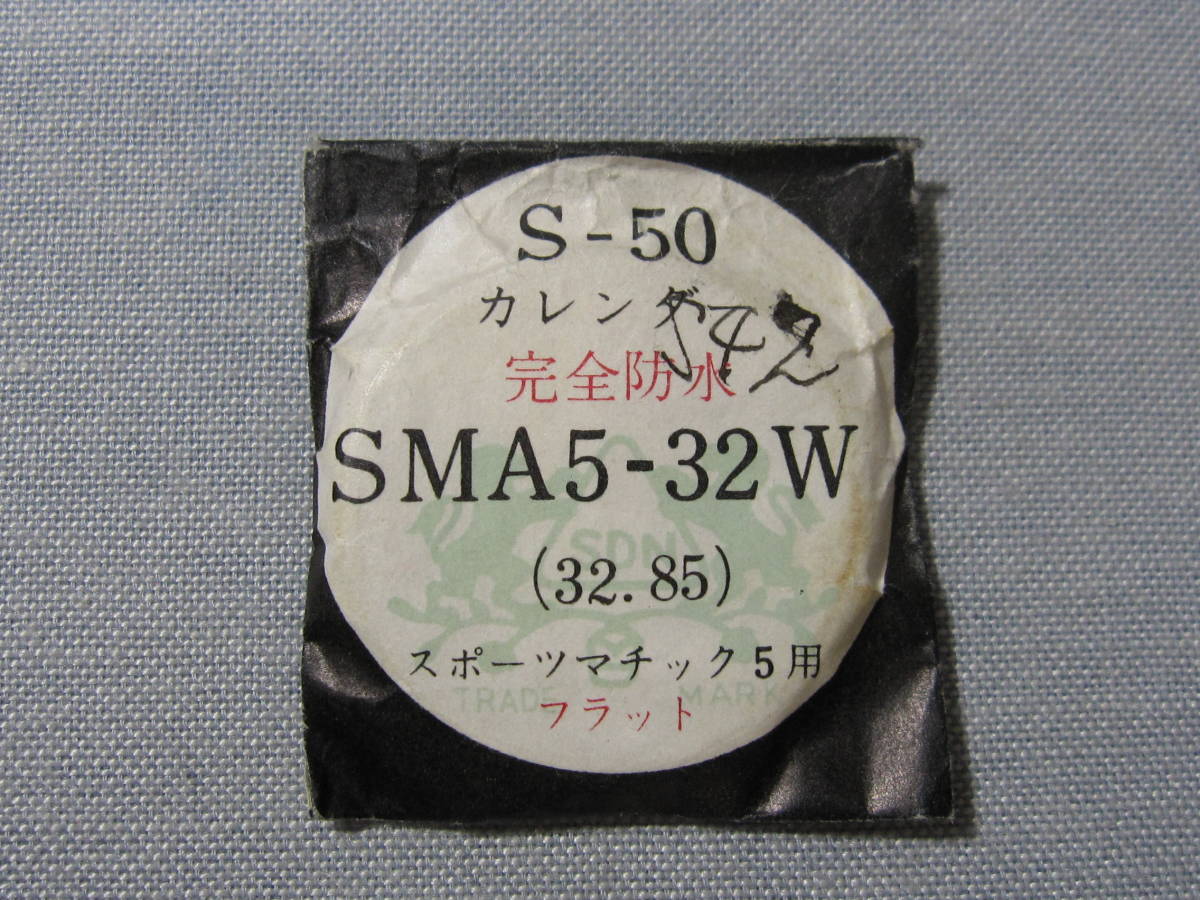 S-50
カレンダ
完全防水
SMA5-32W
SDN
(32.85)
スポーツマチック5用
TRADE MARK
フラット